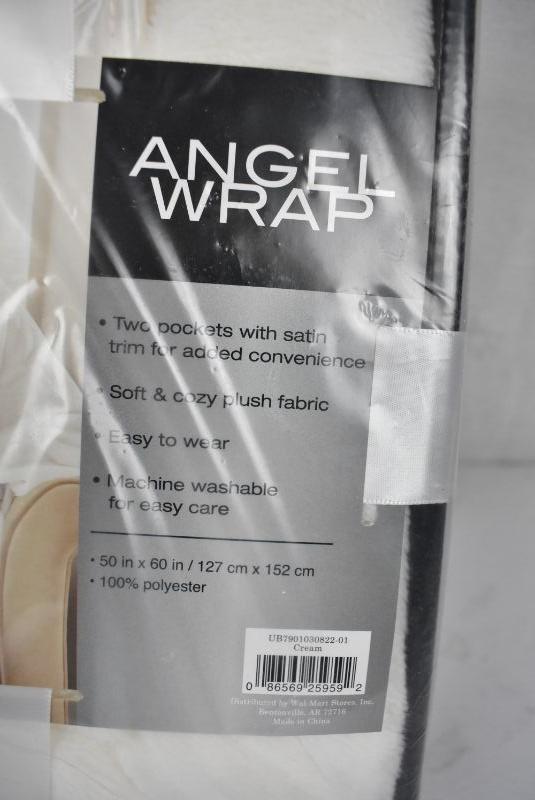 ANGEL
WRAP
• Two pockets with satin
trim for added convenience
• Soft & cozy plush fabric
• Easy to wear
• Machine washable
for easy care
• 50 in x 60 in / 127 cm x 152 cm
• 100% polyester
UB7901030822-01
Cream
0 86569 25959 2
Distributed by Wal-Mart Stores, Inc.
Bentonville, AR 72716
Made in China